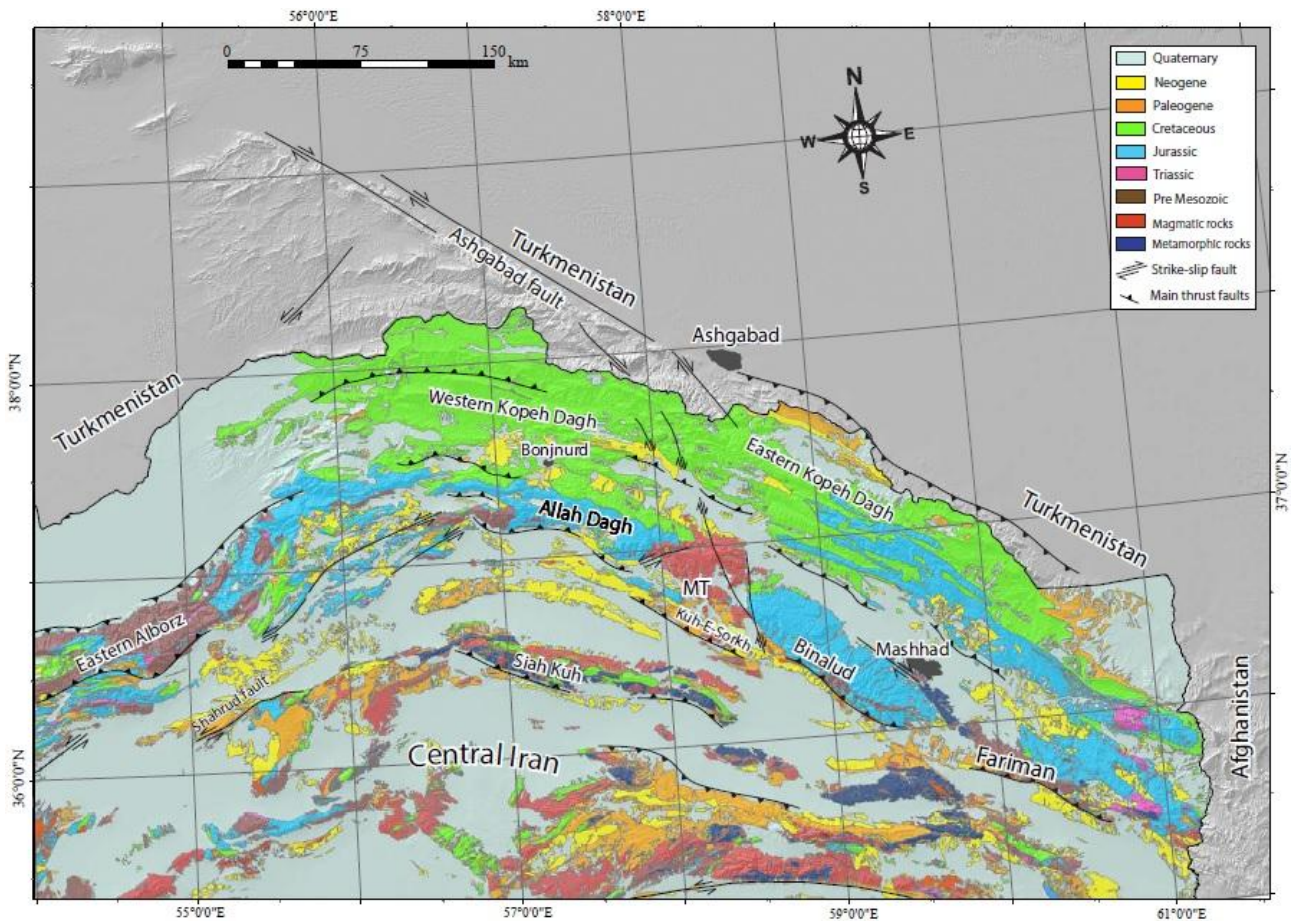 56°0'0"E
58°0'0"E
0
75
150
km
N
W
E
S
Quaternary
Neogene
Paleogene
Cretaceous
Jurassic
Triassic
Pre Mesozoic
Magmatic rocks
Metamorphic rocks
Strike-slip fault
Main thrust faults
Ashgabad fault
Turkmenistan
Ashgabad
38°0'0"N
Turkmenistan
Western Kopeh Dagh
Bonjnurd
Eastern Kopeh Dagh
37°0'0"N
Turkmenistan
Allah Dagh
MT
Kuh-E-Sorkh
Binalud
Mashhad
Eastern Alborz
Siah Kuh
Shahrud fault
Central Iran
Fariman
Afghanistan
36°0'0"N
55°0'0"E
57°0'0"E
59°0'0"E
61°0'0"E